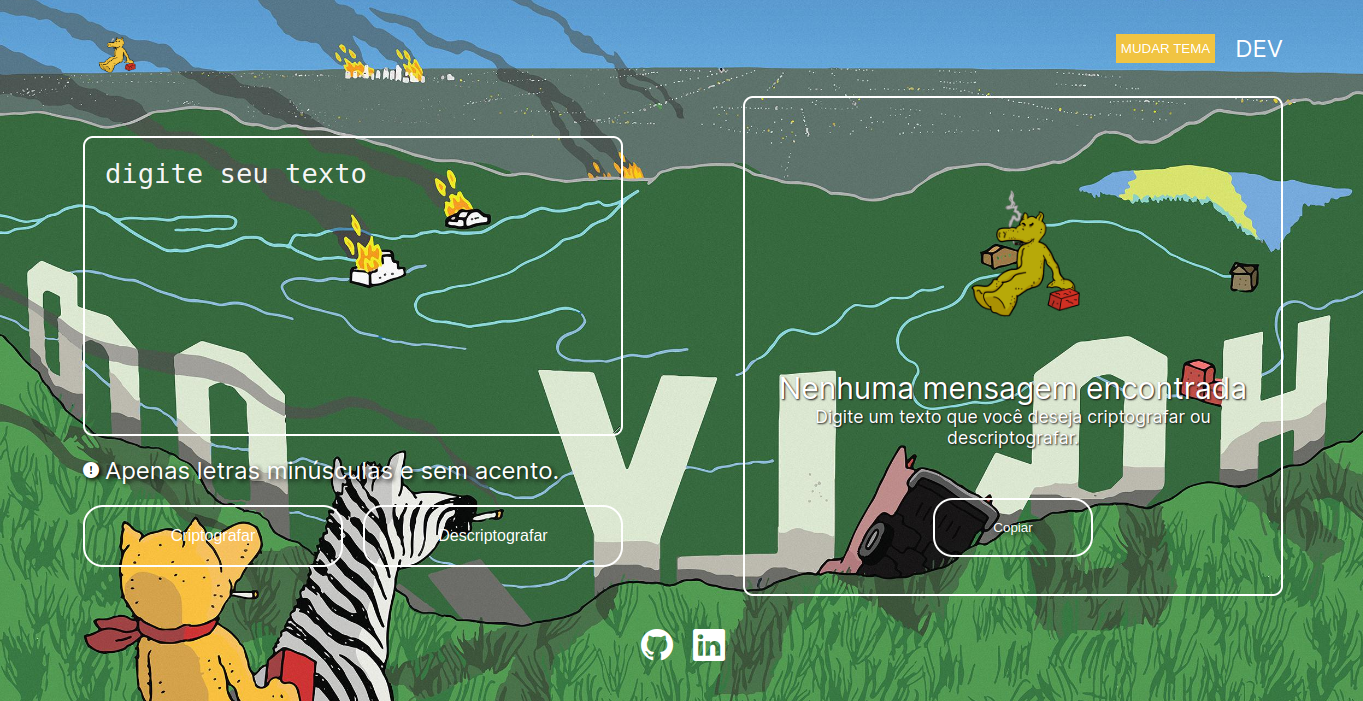 MUDAR TEMA
DEV
digite seu texto
Apenas letras minúsculas e sem acento.
Criptografar
Descriptografar
Nenhuma mensagem encontrada
Digite um texto que você deseja criptografar ou
descriptografar.
Copiar
in